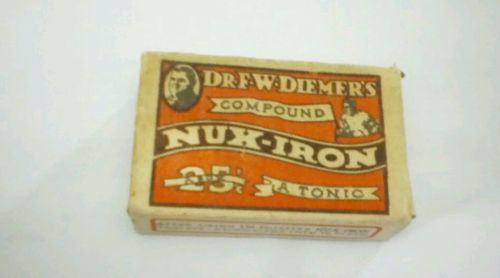 DR.F.W.DIEMER'S
COMPOUND
NUX-IRON
25¢ A TONIC